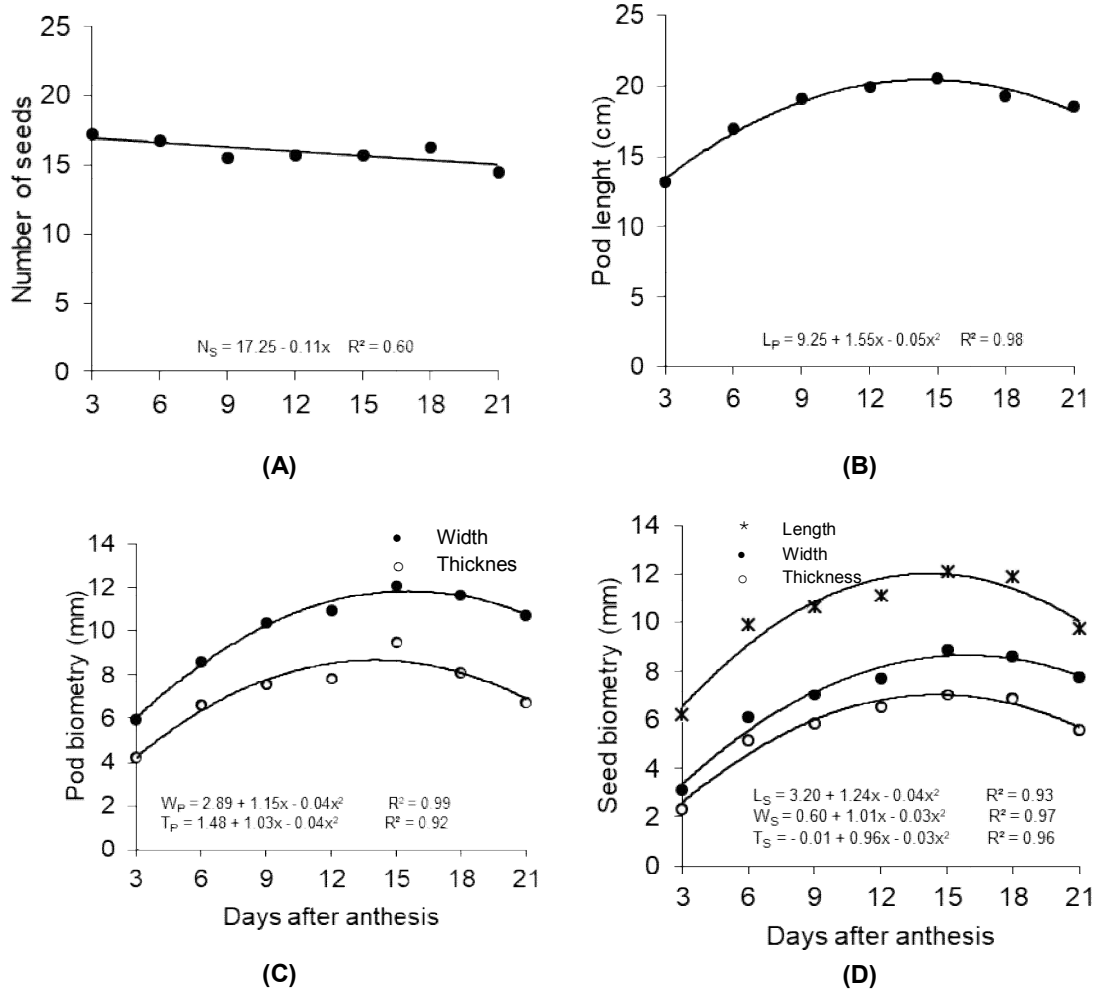 25
20
15
10
5
0
Number of seeds
N_S = 17.25 - 0.11x R² = 0.60
3 6 9 12 15 18 21
(A)
25
20
15
10
5
0
Pod lenght (cm)
L_P = 9.25 + 1.55x - 0.05x² R² = 0.98
3 6 9 12 15 18 21
(B)
14
12
10
8
6
4
2
0
Pod biometry (mm)
Width
Thicknes
W_P = 2.89 + 1.15x - 0.04x² R² = 0.99
T_P = 1.48 + 1.03x - 0.04x² R² = 0.92
3 6 9 12 15 18 21
Days after anthesis
(C)
14
12
10
8
6
4
2
0
Seed biometry (mm)
Length
Width
Thickness
L_S = 3.20 + 1.24x - 0.04x² R² = 0.93
W_S = 0.60 + 1.01x - 0.03x² R² = 0.97
T_S = - 0.01 + 0.96x - 0.03x² R² = 0.96
3 6 9 12 15 18 21
Days after anthesis
(D)